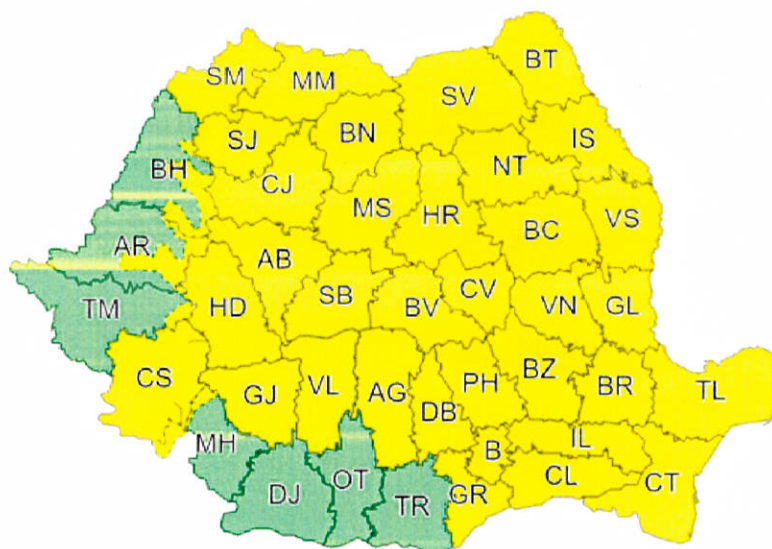 BT
SM MM SV
SJ BN IS
BH CJ NT
MS HR BC VS
AR AB
TM HD SB BV CV VN GL
CS GJ VL AG DB PH BZ BR TL
MH B IL
DJ OT TR GR CL CT